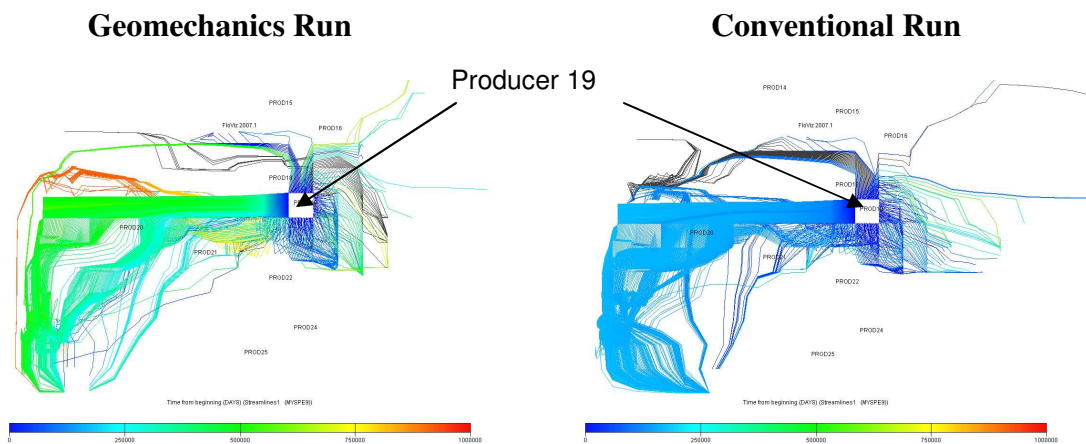 Geomechanics Run
Conventional Run
Producer 19
PROD15
FloViz 2007.1
PROD16
PROD18
PROD20
PROD21
PROD22
PROD24
PROD25
Time from beginning (DAYS) (Streamlines1 (MYSPE9))
0 250000 500000 750000 1000000
PROD14
PROD15
FloViz 2007.1
PROD16
PROD20
PROD22
PROD24
PROD25
Time from beginning (DAYS) (Streamlines1 (MYSPE9))
0 250000 500000 750000 1000000